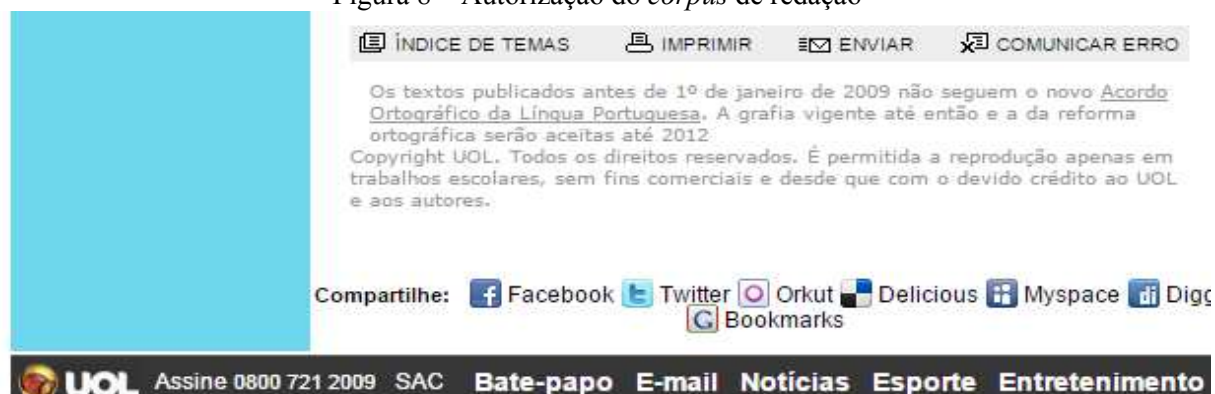 Figura 8 – Autorização do corpus de redação
ÍNDICE DE TEMAS IMPRIMIR ENVIAR COMUNICAR ERRO
Os textos publicados antes de 1º de janeiro de 2009 não seguem o novo Acordo
Ortográfico da Língua Portuguesa. A grafia vigente até então e a da reforma
ortográfica serão aceitas até 2012
Copyright UOL. Todos os direitos reservados. É permitida a reprodução apenas em
trabalhos escolares, sem fins comerciais e desde que com o devido crédito ao UOL
e aos autores.
Compartilhe: Facebook Twitter Orkut Delicious Myspace Digg
Bookmarks
UOL Assine 0800 721 2009 SAC Bate-papo E-mail Notícias Esporte Entretenimento